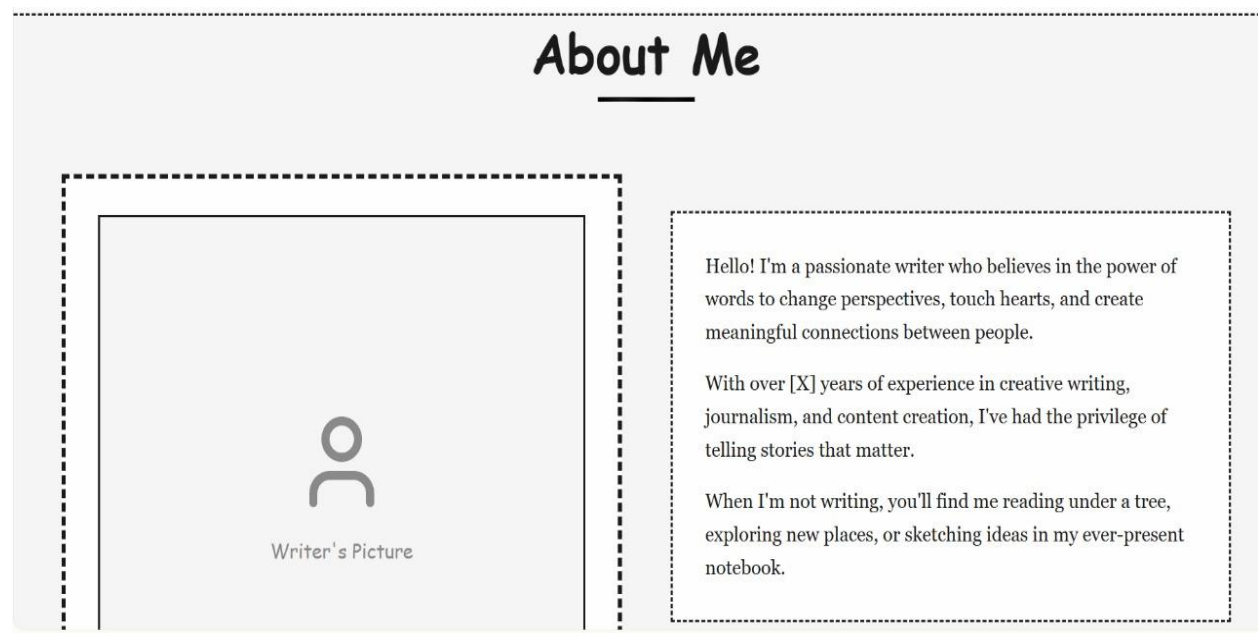 About Me
Writer's Picture
Hello! I'm a passionate writer who believes in the power of
words to change perspectives, touch hearts, and create
meaningful connections between people.
With over [X] years of experience in creative writing,
journalism, and content creation, I've had the privilege of
telling stories that matter.
When I'm not writing, you'll find me reading under a tree,
exploring new places, or sketching ideas in my ever-present
notebook.